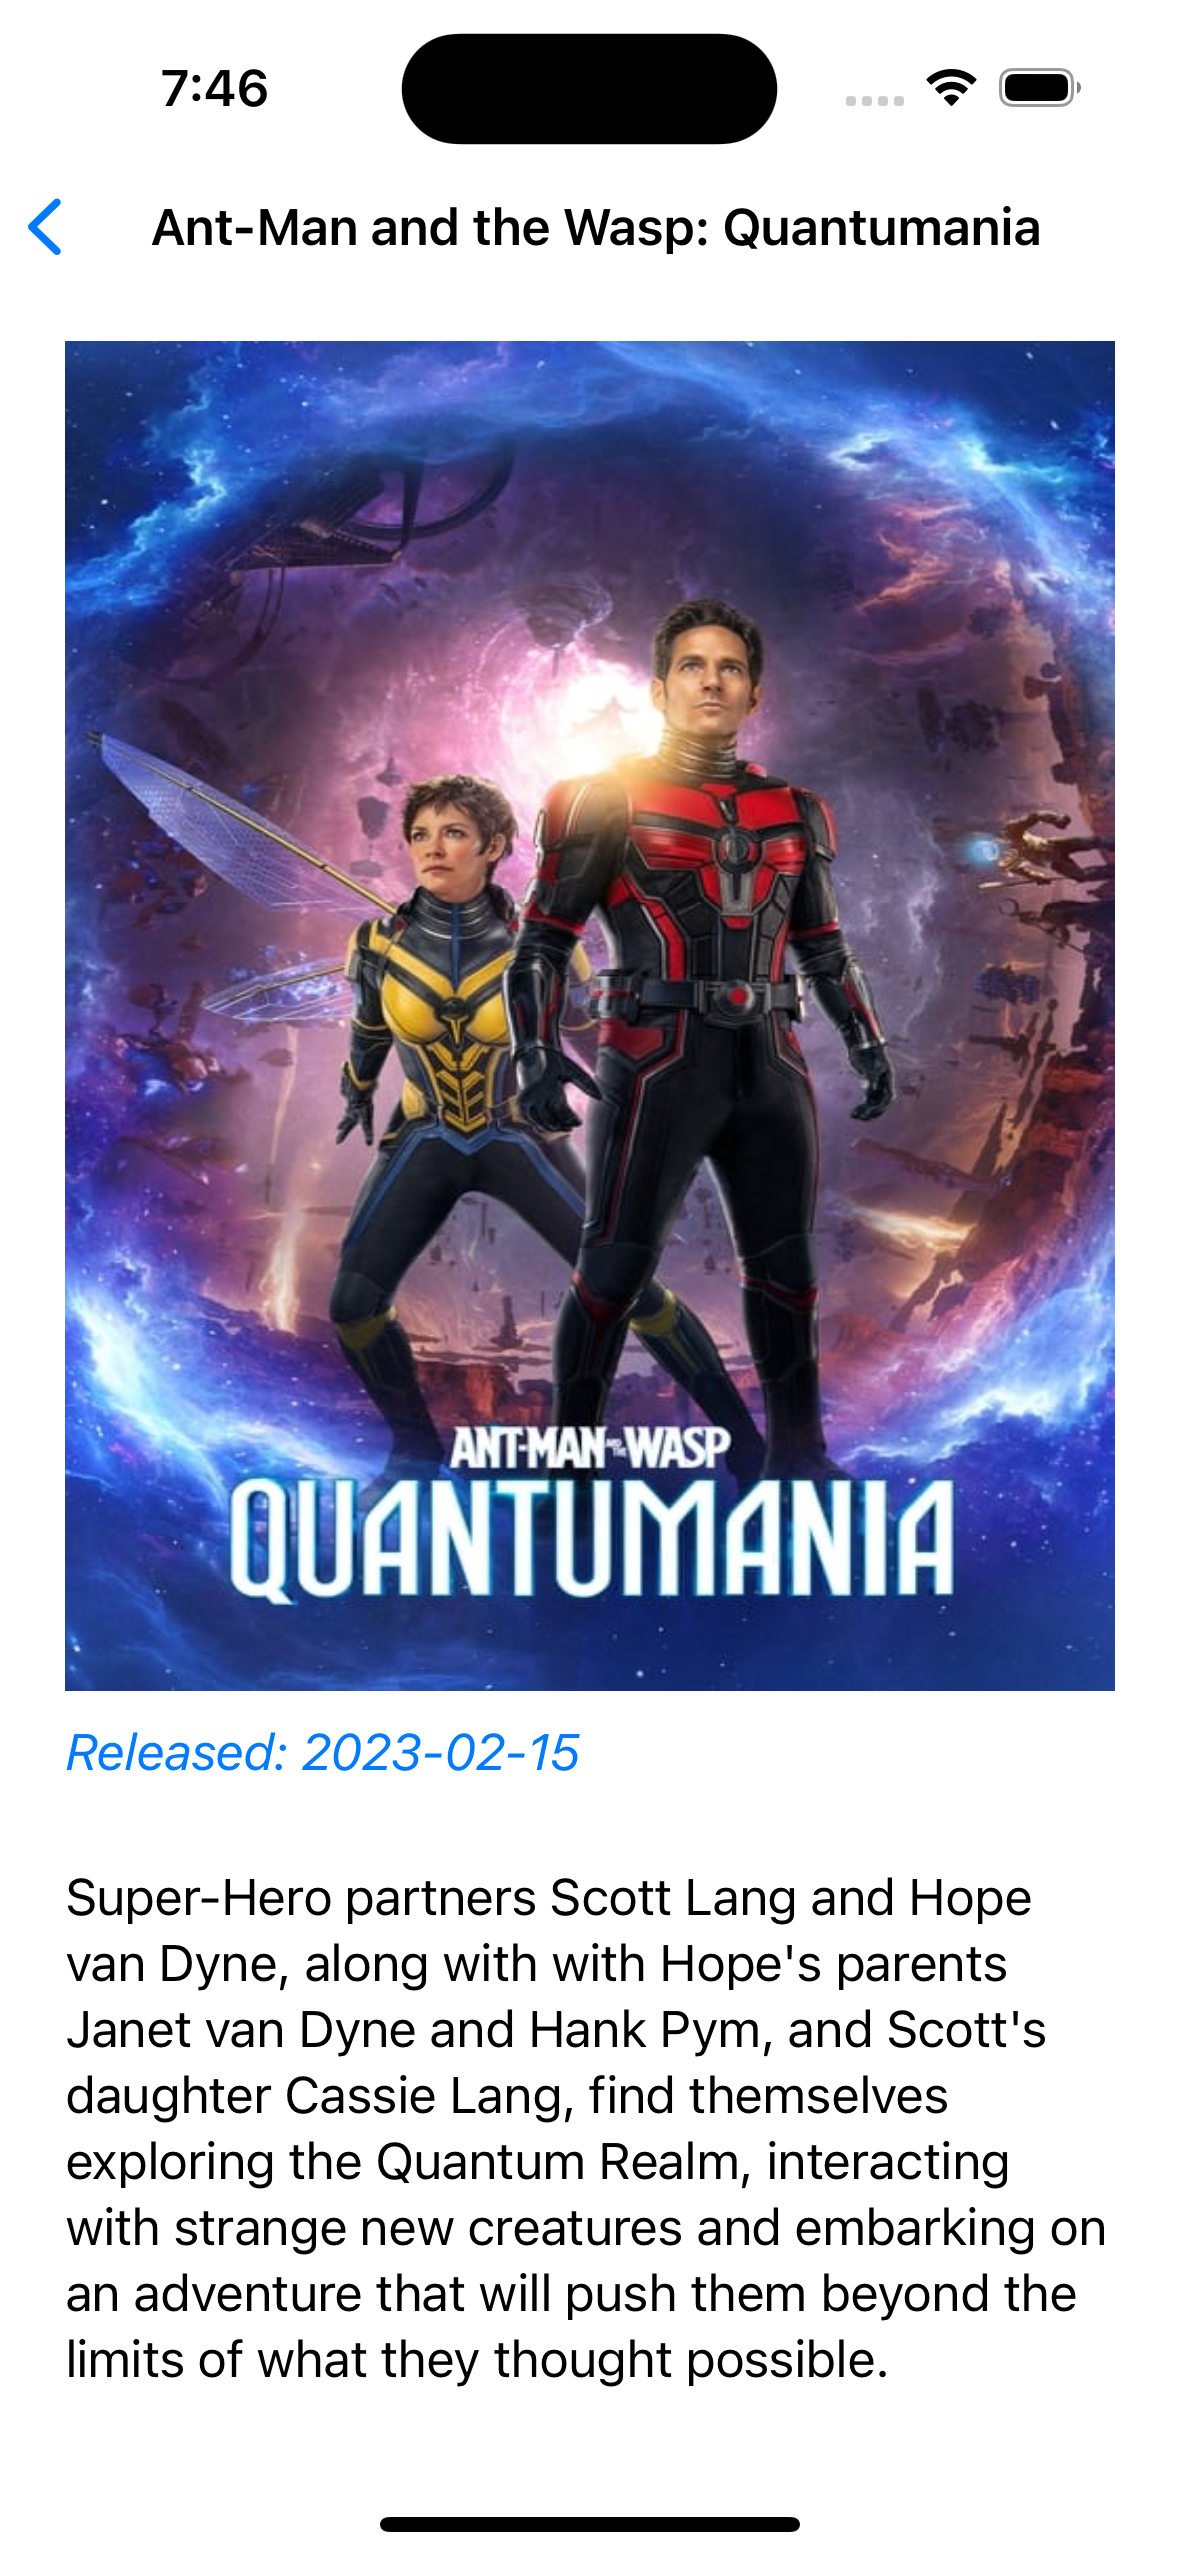 7:46
Ant-Man and the Wasp: Quantumania
ANT-MAN AND THE WASP
QUANTUMANIA
Released: 2023-02-15
Super-Hero partners Scott Lang and Hope
van Dyne, along with with Hope's parents
Janet van Dyne and Hank Pym, and Scott's
daughter Cassie Lang, find themselves
exploring the Quantum Realm, interacting
with strange new creatures and embarking on
an adventure that will push them beyond the
limits of what they thought possible.